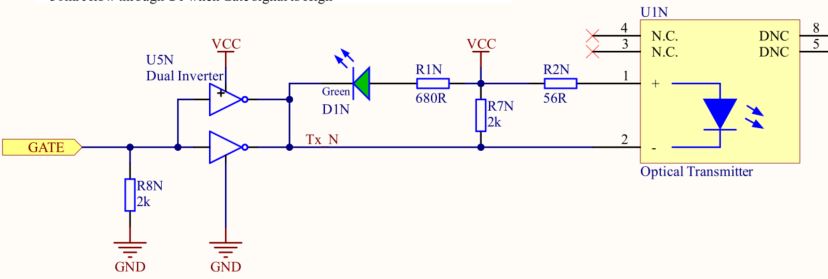 U1N
4 N.C. DNC 8
3 N.C. DNC 5
VCC VCC
U5N
Dual Inverter
+
Green
D1N
R1N
680R
R2N
56R
1 +
R7N
2k
GATE
Tx_N
2 -
R8N
2k
Optical Transmitter
GND GND